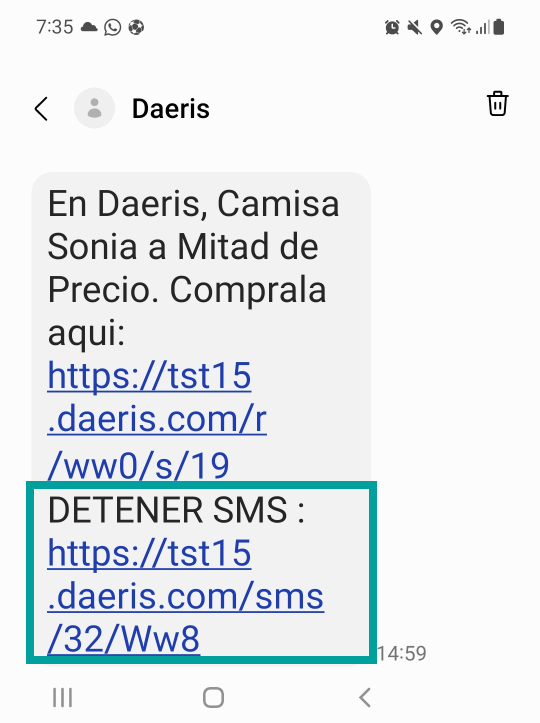 7:35
Daeris
En Daeris, Camisa
Sonia a Mitad de
Precio. Comprala
aqui:
https://tst15
.daeris.com/r
/ww0/s/19
DETENER SMS :
https://tst15
.daeris.com/sms
/32/Ww8
14:59